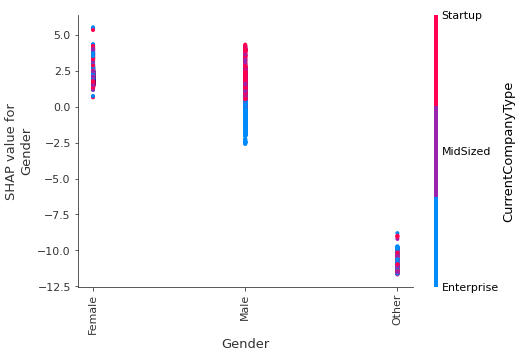 Startup
MidSized
Enterprise
CurrentCompanyType
5.0
2.5
0.0
−2.5
−5.0
−7.5
−10.0
−12.5
SHAP value for
Gender
Female
Male
Other
Gender